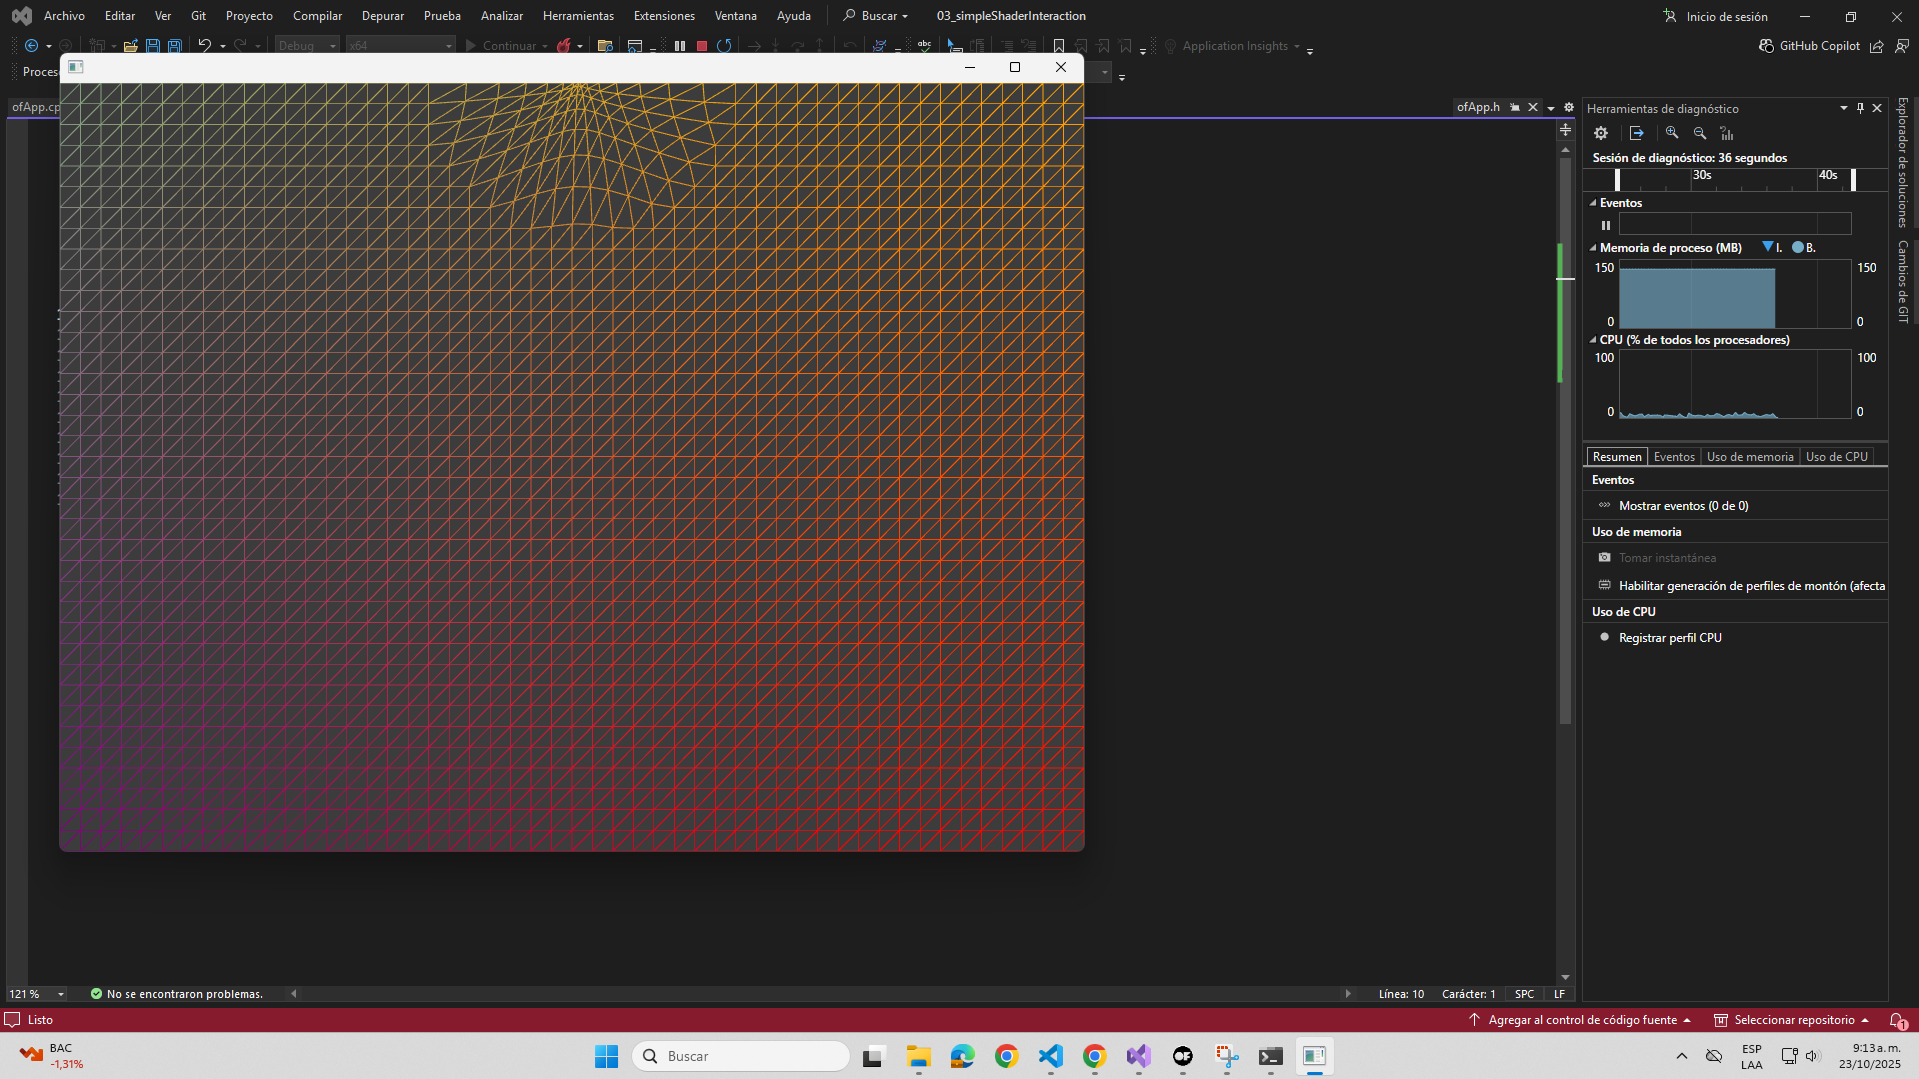 Archivo Editar Ver Git Proyecto Compilar Depurar Prueba Analizar Herramientas Extensiones Ventana Ayuda Buscar 03_simpleShaderInteraction Inicio de sesión
Debug x64 Continuar Application Insights GitHub Copilot
Proces
ofApp.cp ofApp.h
Herramientas de diagnóstico
Sesión de diagnóstico: 36 segundos
30s 40s
Eventos
Memoria de proceso (MB) I. B.
150 150
0 0
CPU (% de todos los procesadores)
100 100
0 0
Resumen Eventos Uso de memoria Uso de CPU
Eventos
Mostrar eventos (0 de 0)
Uso de memoria
Tomar instantánea
Habilitar generación de perfiles de montón (afecta
Uso de CPU
Registrar perfil CPU
Explorador de soluciones
Cambios de GIT
121 % No se encontraron problemas. Línea: 10 Carácter: 1 SPC LF
Listo Agregar al control de código fuente Seleccionar repositorio 1
BAC
-1,31%
Buscar
ESP
LAA
9:13 a. m.
23/10/2025